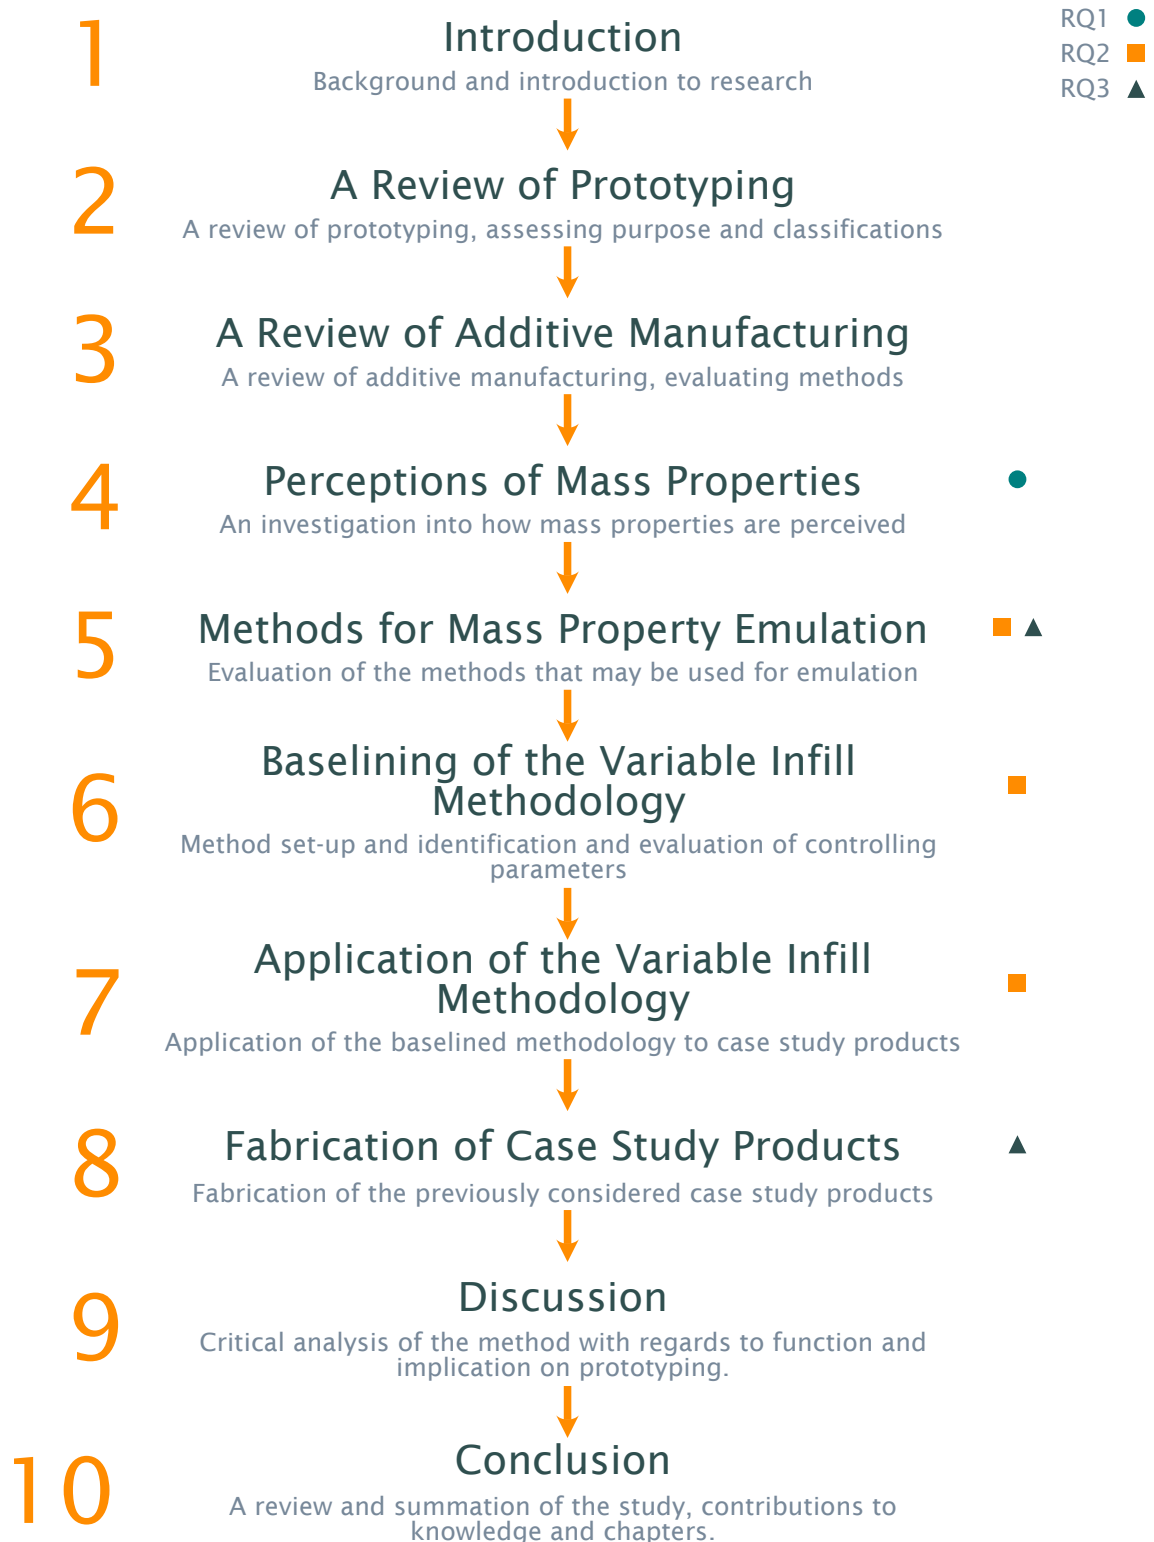 RQ1
RQ2
RQ3
1
Introduction
Background and introduction to research
2
A Review of Prototyping
A review of prototyping, assessing purpose and classifications
3
A Review of Additive Manufacturing
A review of additive manufacturing, evaluating methods
4
Perceptions of Mass Properties
An investigation into how mass properties are perceived
5
Methods for Mass Property Emulation
Evaluation of the methods that may be used for emulation
6
Baselining of the Variable Infill
Methodology
Method set-up and identification and evaluation of controlling
parameters
7
Application of the Variable Infill
Methodology
Application of the baselined methodology to case study products
8
Fabrication of Case Study Products
Fabrication of the previously considered case study products
9
Discussion
Critical analysis of the method with regards to function and
implication on prototyping.
10
Conclusion
A review and summation of the study, contributions to
knowledge and chapters.